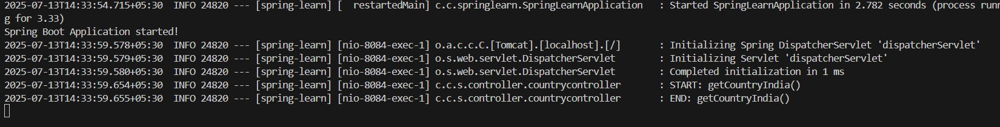 2025-07-13T14:33:54.715+05:30  INFO 24820 --- [spring-learn] [  restartedMain] c.c.springlearn.SpringLearnApplication   : Started SpringLearnApplication in 2.782 seconds (process runn
g for 3.33)
Spring Boot Application started!
2025-07-13T14:33:59.578+05:30  INFO 24820 --- [spring-learn] [nio-8084-exec-1] o.a.c.c.C.[Tomcat].[localhost].[/]       : Initializing Spring DispatcherServlet 'dispatcherServlet'
2025-07-13T14:33:59.579+05:30  INFO 24820 --- [spring-learn] [nio-8084-exec-1] o.s.web.servlet.DispatcherServlet        : Initializing Servlet 'dispatcherServlet'
2025-07-13T14:33:59.580+05:30  INFO 24820 --- [spring-learn] [nio-8084-exec-1] o.s.web.servlet.DispatcherServlet        : Completed initialization in 1 ms
2025-07-13T14:33:59.654+05:30  INFO 24820 --- [spring-learn] [nio-8084-exec-1] c.c.s.controller.countrycontroller       : START: getCountryIndia()
2025-07-13T14:33:59.655+05:30  INFO 24820 --- [spring-learn] [nio-8084-exec-1] c.c.s.controller.countrycontroller       : END: getCountryIndia()